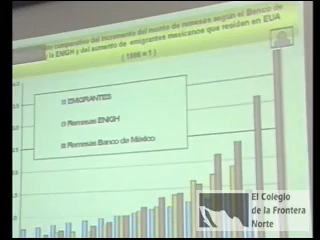 comparativo del incremento del monto de remesas según el Banco de
la ENIGH y del aumento de emigrantes mexicanos que residen en EUA
( 1996 = 1 )
EMIGRANTES
Remesas ENIGH
Remesas Banco de México
El Colegio
de la Frontera
Norte